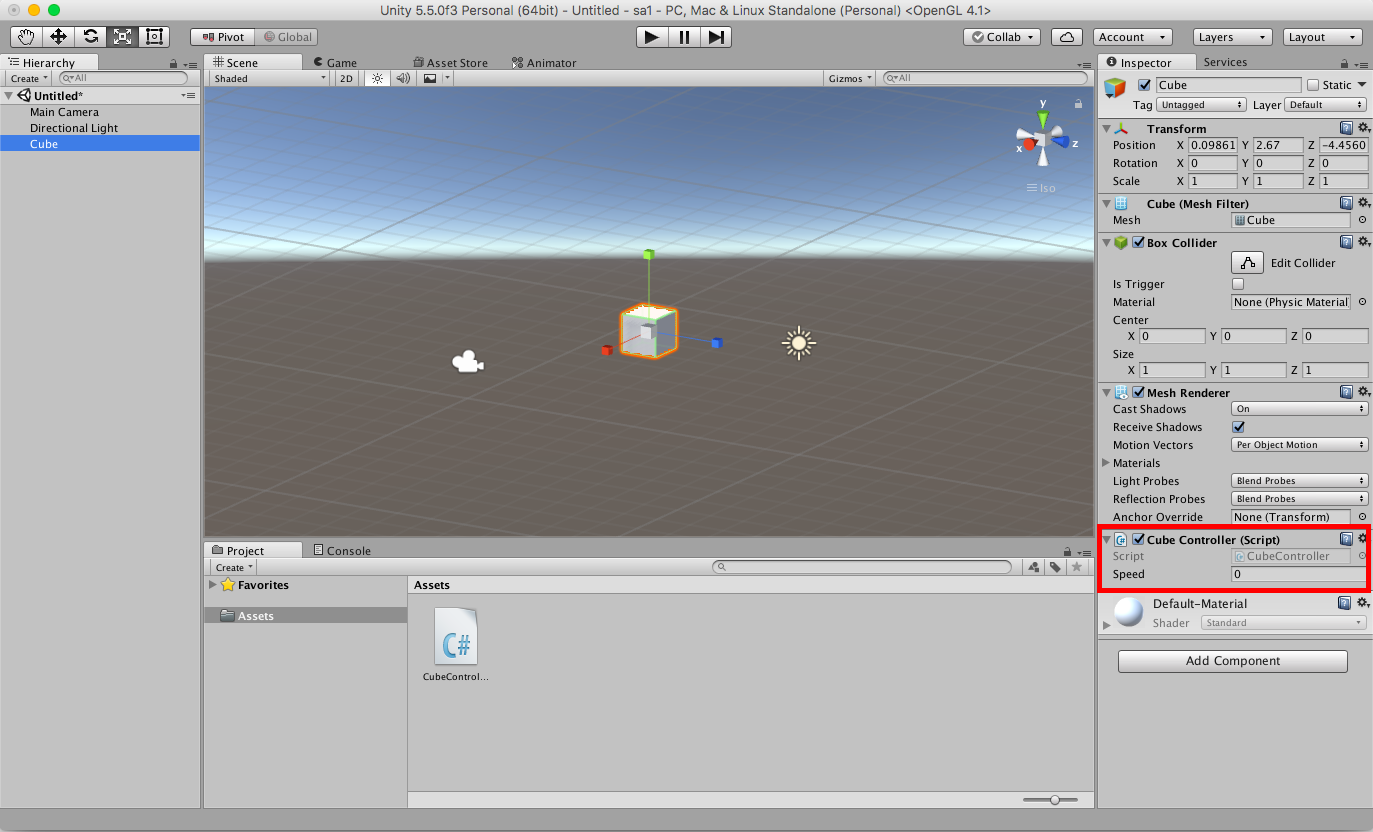 Unity 5.5.0f3 Personal (64bit) - Untitled - sa1 - PC, Mac & Linux Standalone (Personal) <OpenGL 4.1>
Pivot Global Collab Account Layers Layout
Hierarchy
Create All
Untitled*
Main Camera
Directional Light
Cube
Scene Game Asset Store Animator
Shaded 2D Gizmos All
y
x
z
Iso
Project Console
Create
Favorites
Assets
Assets
C#
CubeControl...
Inspector Services
Cube Static
Tag Untagged Layer Default
Transform
Position X 0.09861 Y 2.67 Z -4.4560
Rotation X 0 Y 0 Z 0
Scale X 1 Y 1 Z 1
Cube (Mesh Filter)
Mesh Cube
Box Collider
Edit Collider
Is Trigger
Material None (Physic Material
Center
X 0 Y 0 Z 0
Size
X 1 Y 1 Z 1
Mesh Renderer
Cast Shadows On
Receive Shadows
Motion Vectors Per Object Motion
Materials
Light Probes Blend Probes
Reflection Probes Blend Probes
Anchor Override None (Transform)
C# Cube Controller (Script)
Script CubeController
Speed 0
Default-Material
Shader Standard
Add Component